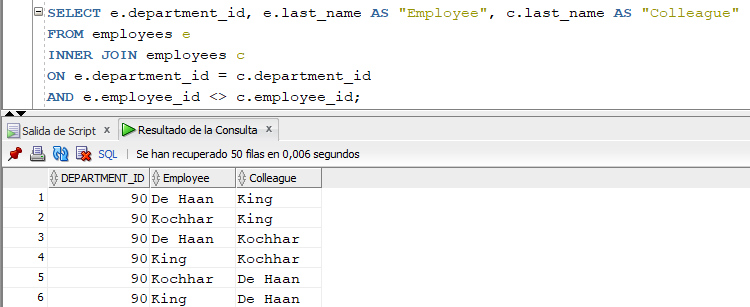 SELECT e.department_id, e.last_name AS "Employee", c.last_name AS "Colleague"
FROM employees e
INNER JOIN employees c
ON e.department_id = c.department_id
AND e.employee_id <> c.employee_id;
Salida de Script x Resultado de la Consulta x
SQL | Se han recuperado 50 filas en 0,006 segundos
DEPARTMENT_ID Employee Colleague
1 90 De Haan King
2 90 Kochhar King
3 90 De Haan Kochhar
4 90 King Kochhar
5 90 Kochhar De Haan
6 90 King De Haan